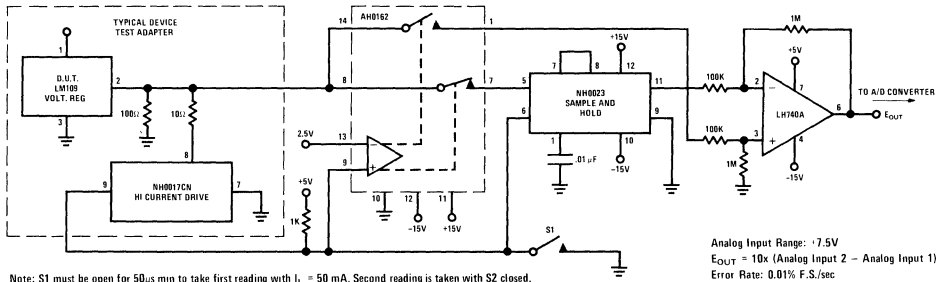 TYPICAL DEVICE
TEST ADAPTER
1
D.U.T.
LM109
VOLT. REG
2
3
100Ω
10Ω
8
NH0017CN
HI CURRENT DRIVE
9
7
AH0162
14
1
8
7
2.5V
13
9
−
+
10
12
11
−15V
+15V
+5V
1K
S1
+15V
7
8
12
5
6
NH0023
SAMPLE AND
HOLD
11
9
1
10
.01 μF
−15V
1M
100K
100K
1M
+5V
2
−
7
LH740A
6
3
+
4
−15V
TO A/D CONVERTER
EOUT
Note: S1 must be open for 50μs min to take first reading with IL = 50 mA. Second reading is taken with S2 closed.
Analog Input Range: +7.5V
EOUT = 10x (Analog Input 2 − Analog Input 1)
Error Rate: 0.01% F.S./sec